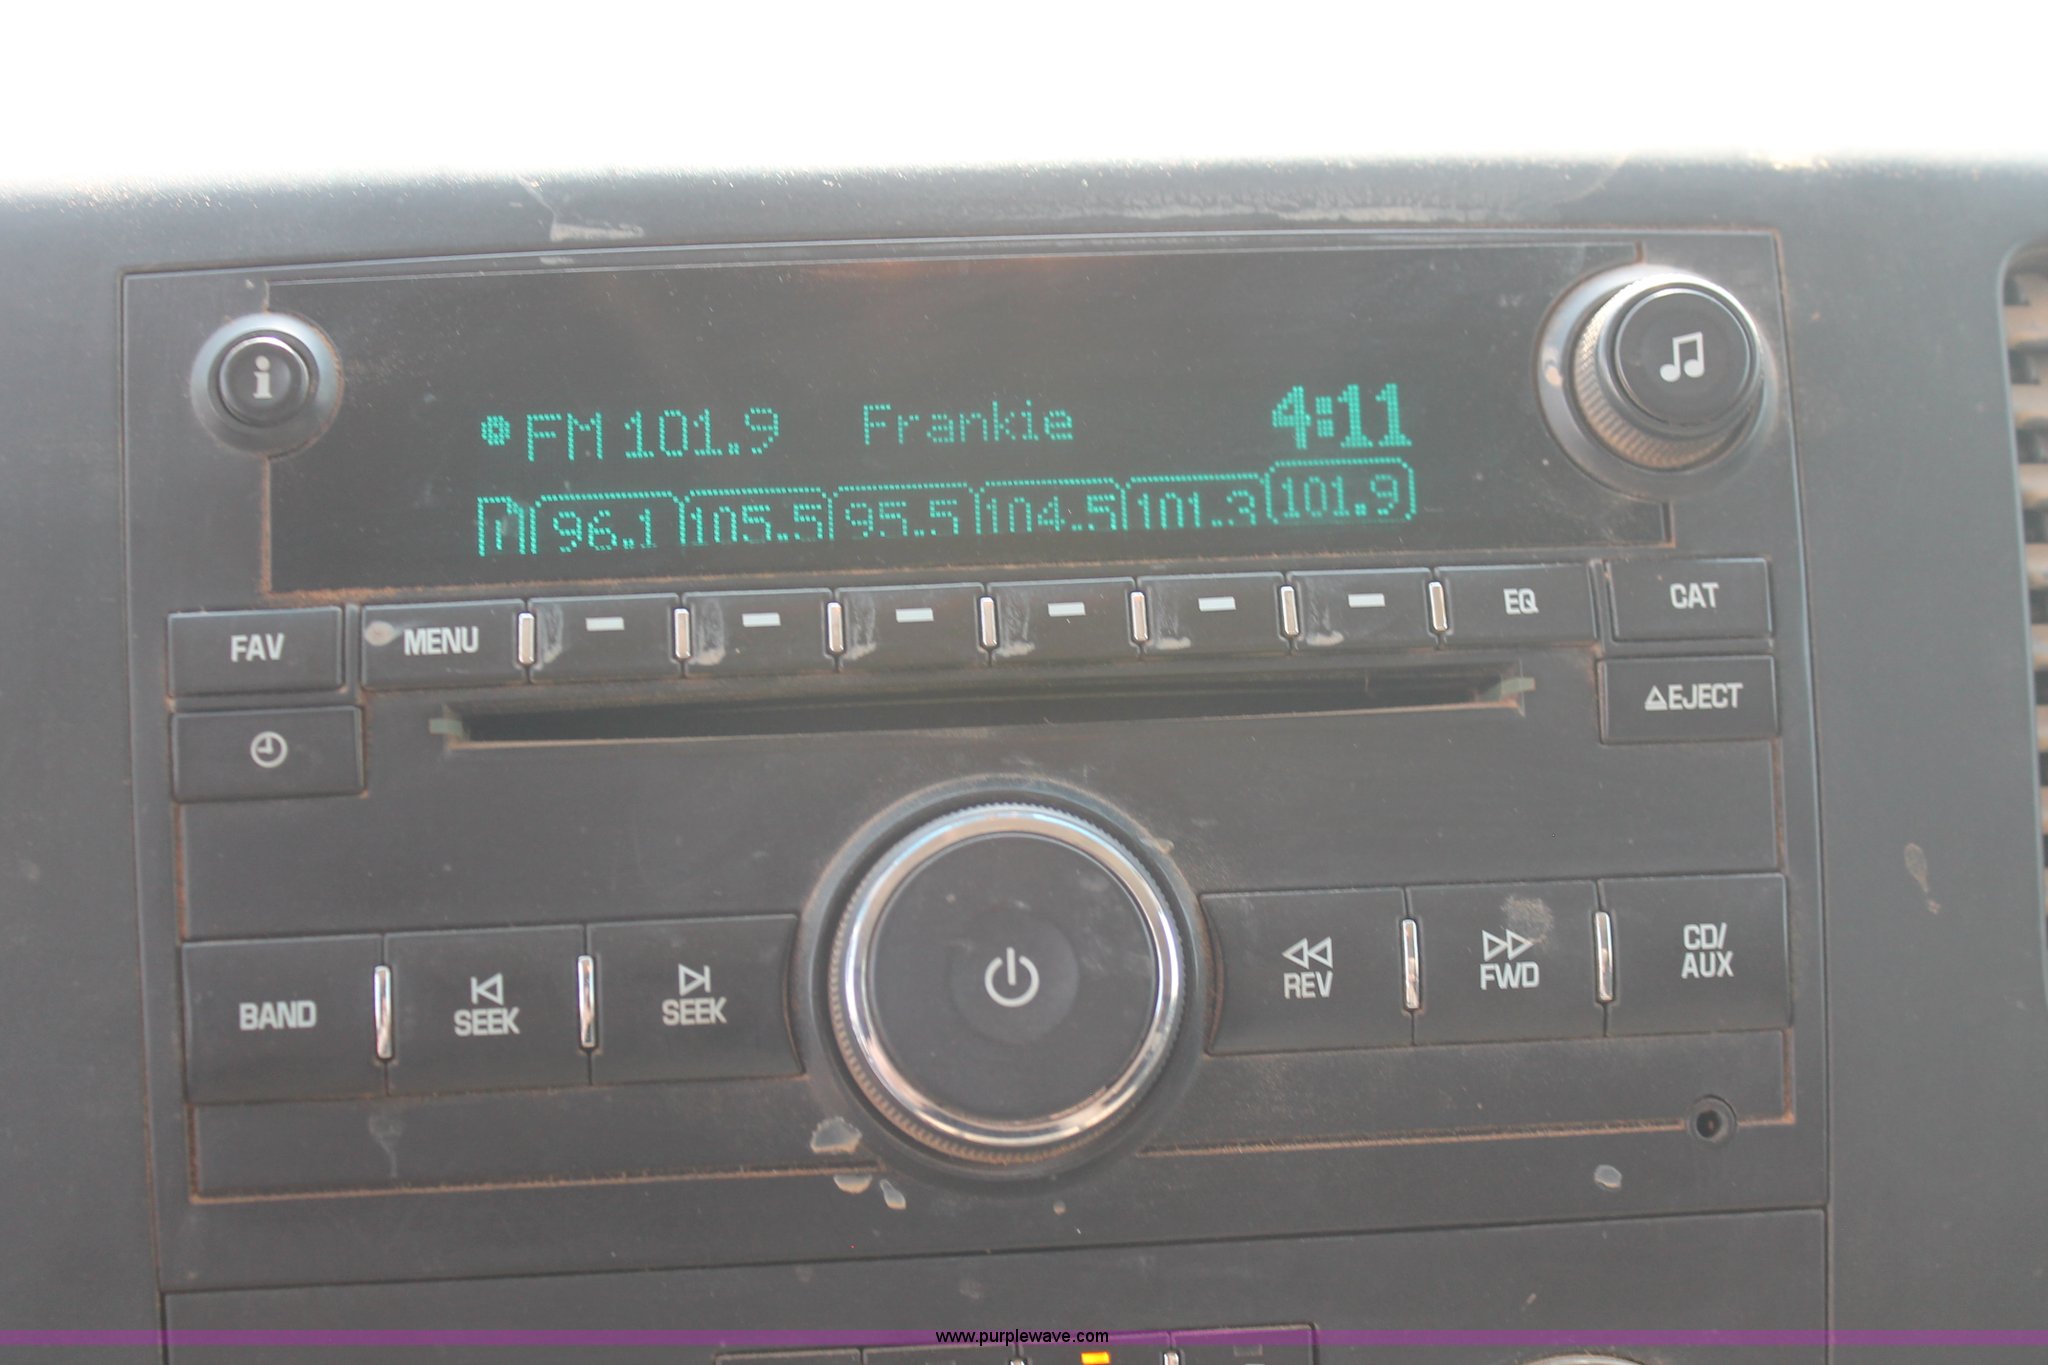 FM 101.9 Frankie 4:11
96.1 105.5 95.5 104.5 101.3 101.9
FAV MENU EQ CAT
EJECT
BAND SEEK SEEK REV FWD CD/
AUX
www.purplewave.com